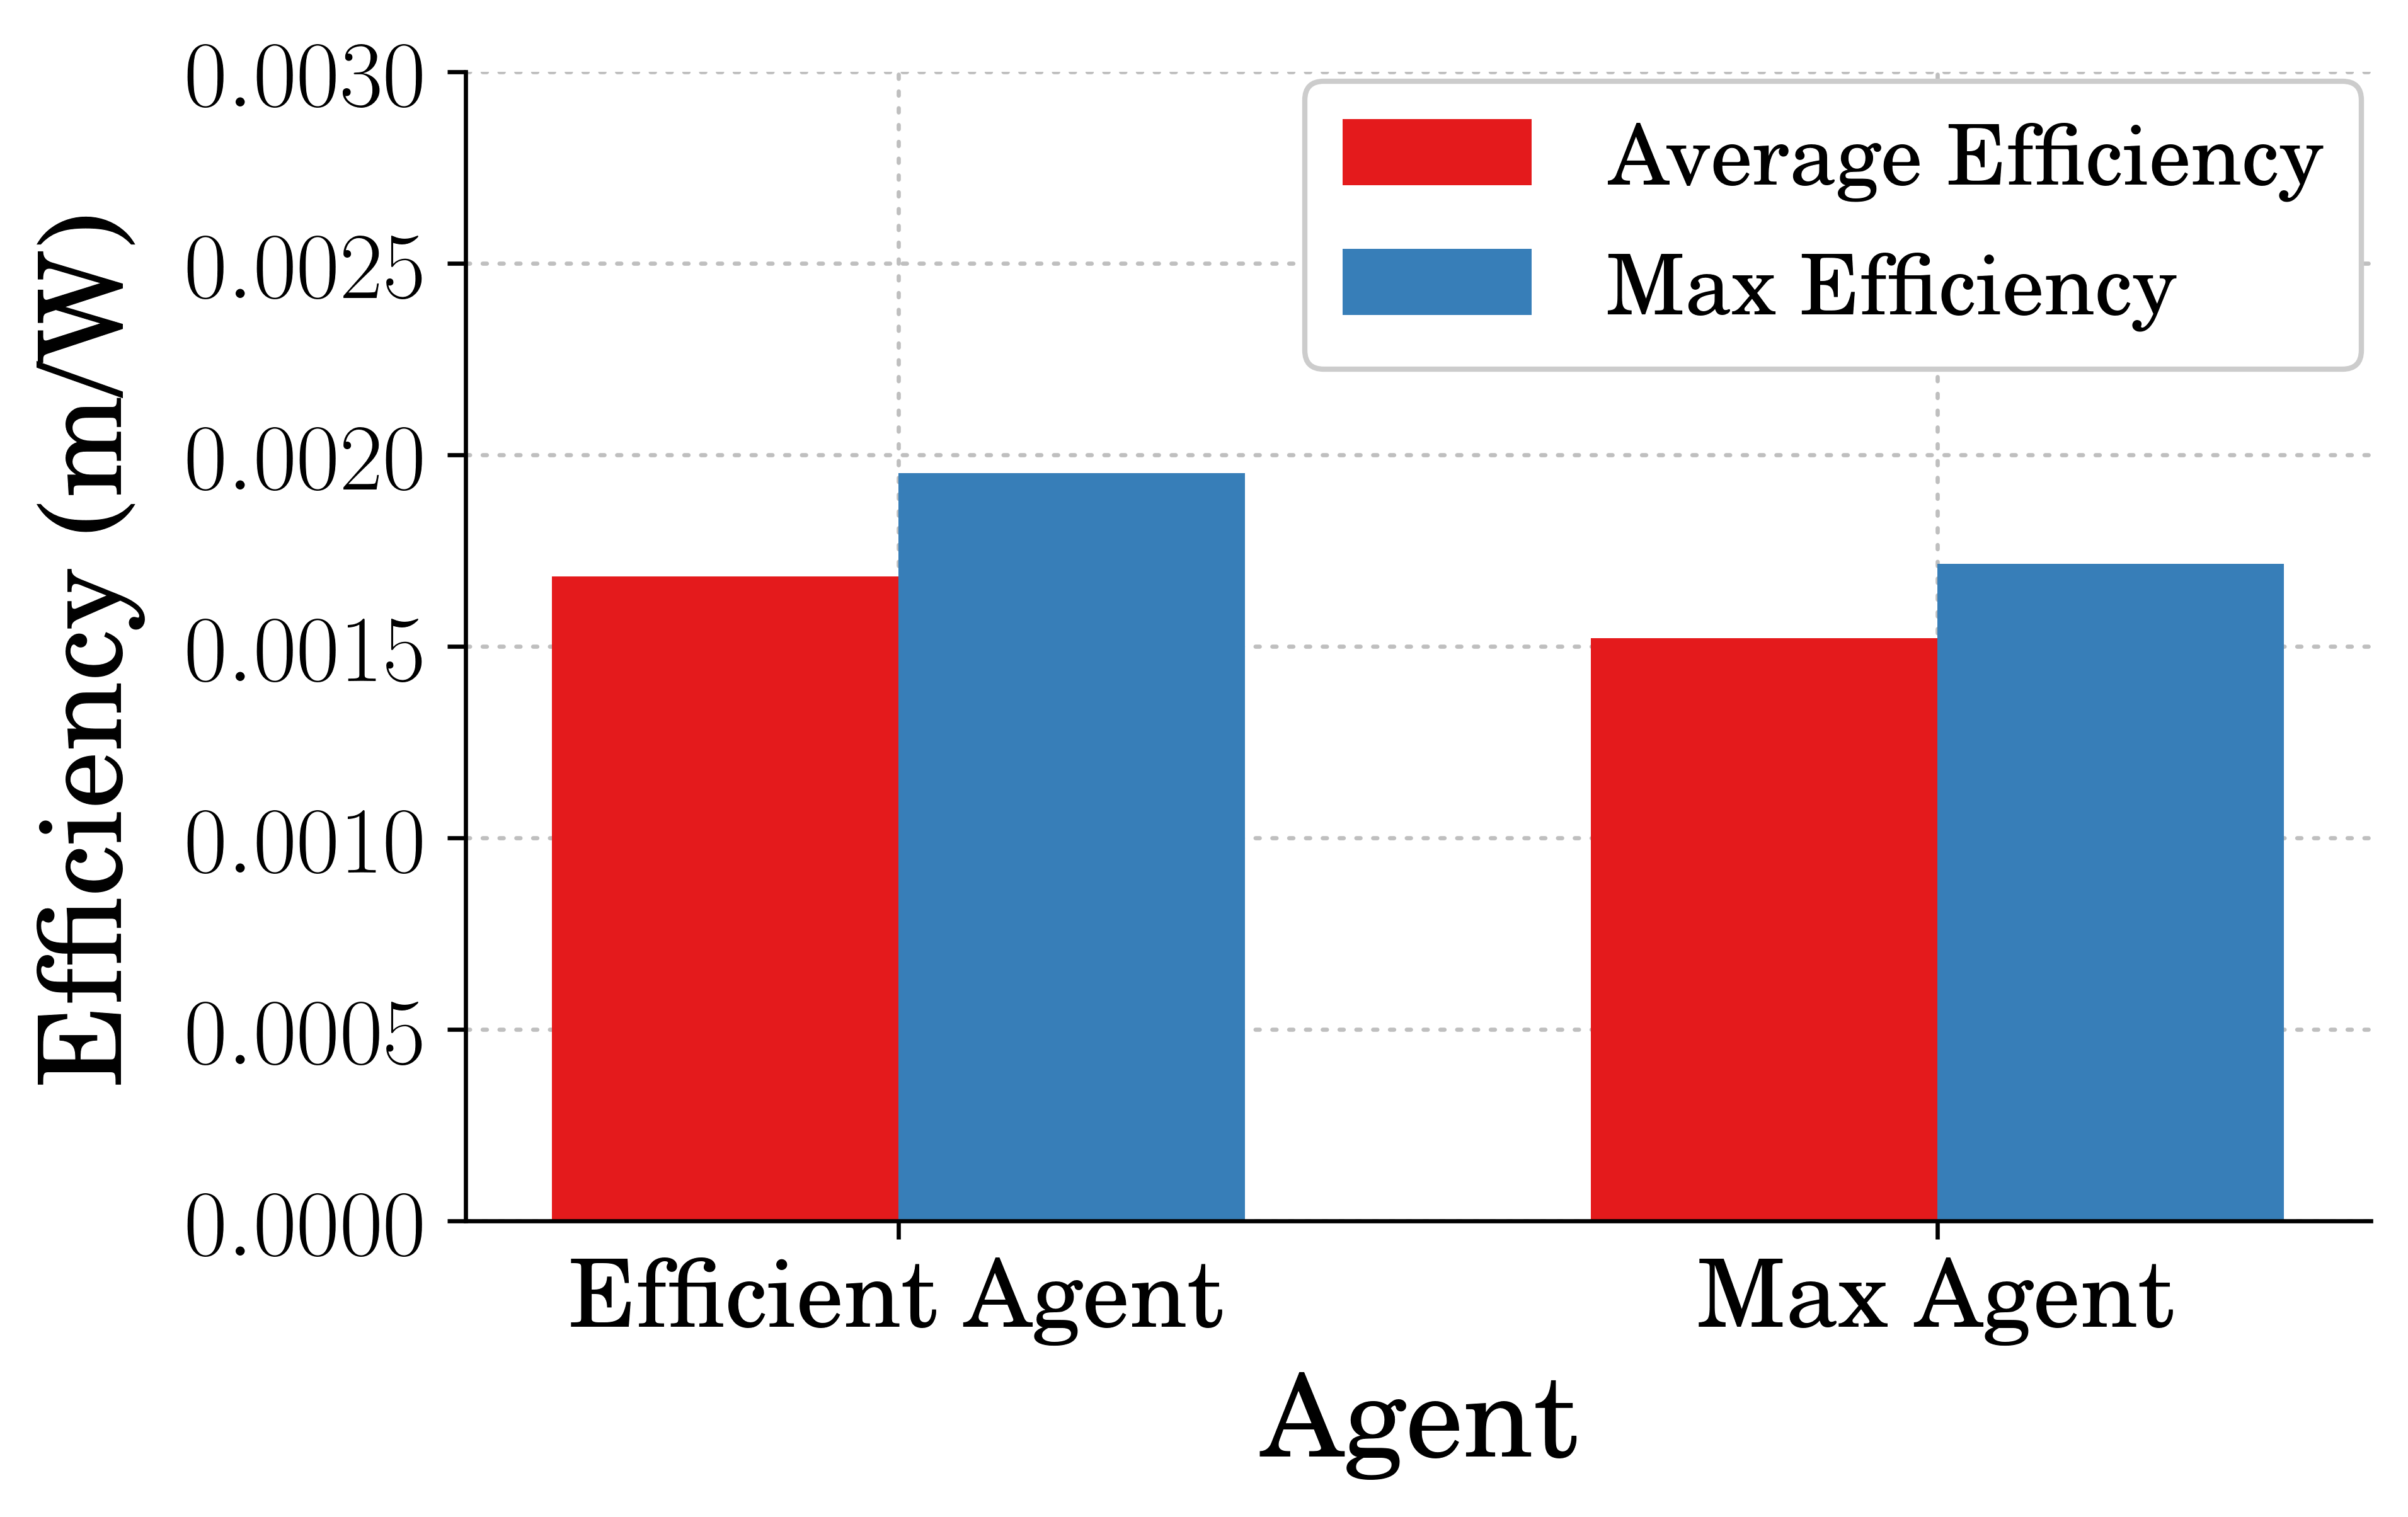 0.0030
0.0025
0.0020
0.0015
0.0010
0.0005
0.0000
Efficiency (m/W)
Average Efficiency
Max Efficiency
Efficient Agent
Max Agent
Agent